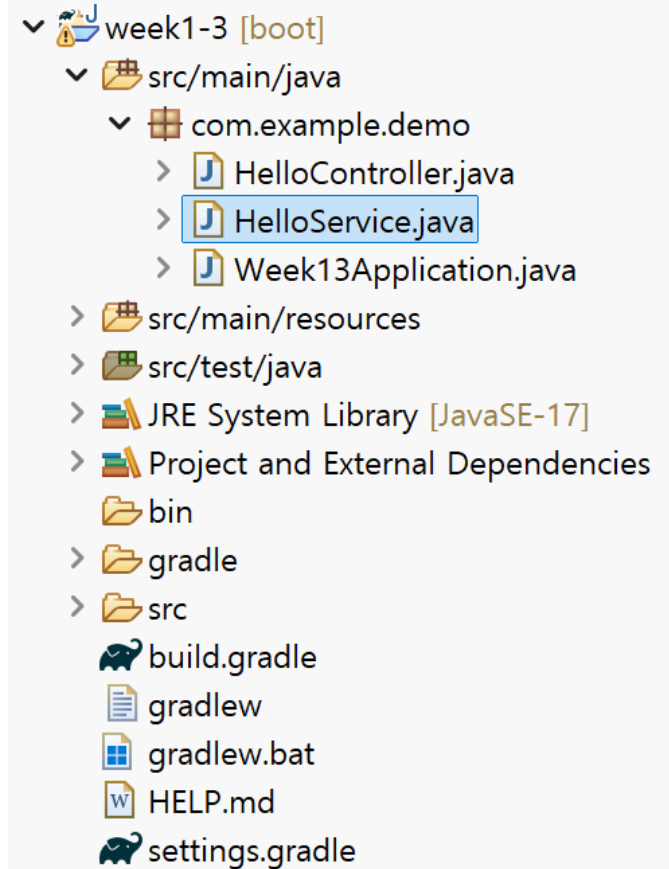 week1-3 [boot]
src/main/java
com.example.demo
HelloController.java
HelloService.java
Week13Application.java
src/main/resources
src/test/java
JRE System Library [JavaSE-17]
Project and External Dependencies
bin
gradle
src
build.gradle
gradlew
gradlew.bat
HELP.md
settings.gradle